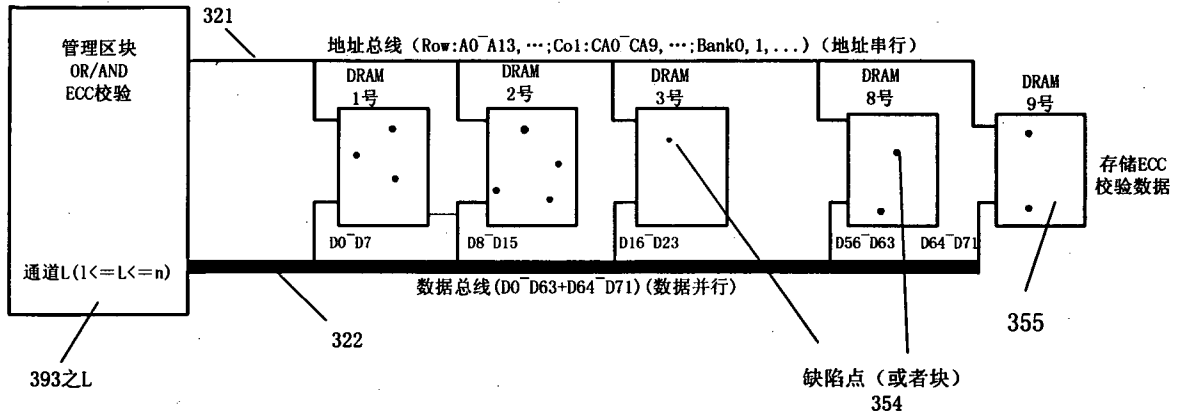 321
管理区块
OR/AND
ECC校验
地址总线（Row:A0~A13,…;Col:CA0~CA9,…;Bank0,1,...)（地址串行）
DRAM
1号
DRAM
2号
DRAM
3号
DRAM
8号
DRAM
9号
存储ECC
校验数据
D0~D7
D8~D15
D16~D23
D56~D63
D64~D71
通道L(1<=L<=n)
数据总线(D0~D63+D64~D71)(数据并行)
322
355
393之L
缺陷点（或者块）
354